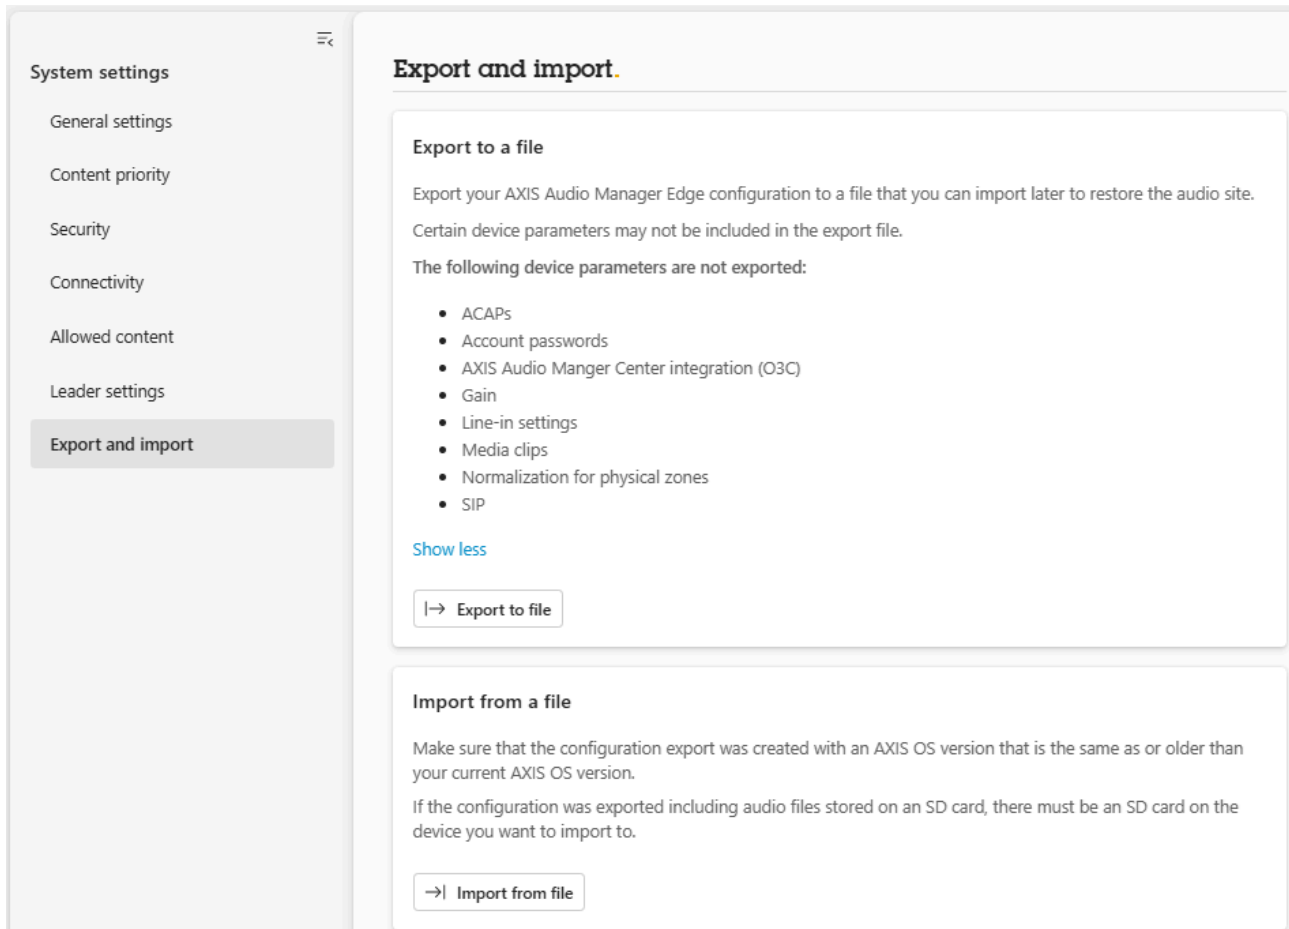 System settings
General settings
Content priority
Security
Connectivity
Allowed content
Leader settings
Export and import
Export and import.
Export to a file
Export your AXIS Audio Manager Edge configuration to a file that you can import later to restore the audio site.
Certain device parameters may not be included in the export file.
The following device parameters are not exported:
• ACAPs
• Account passwords
• AXIS Audio Manger Center integration (O3C)
• Gain
• Line-in settings
• Media clips
• Normalization for physical zones
• SIP
Show less
Export to file
Import from a file
Make sure that the configuration export was created with an AXIS OS version that is the same as or older than
your current AXIS OS version.
If the configuration was exported including audio files stored on an SD card, there must be an SD card on the
device you want to import to.
Import from file